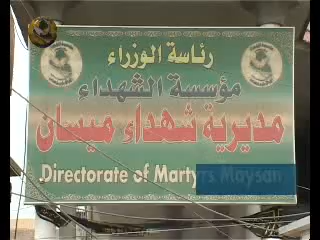 رئاسة الوزراء
مؤسسة الشهداء
مديرية شهداء ميسان
Directorate of Martyrs Maysan